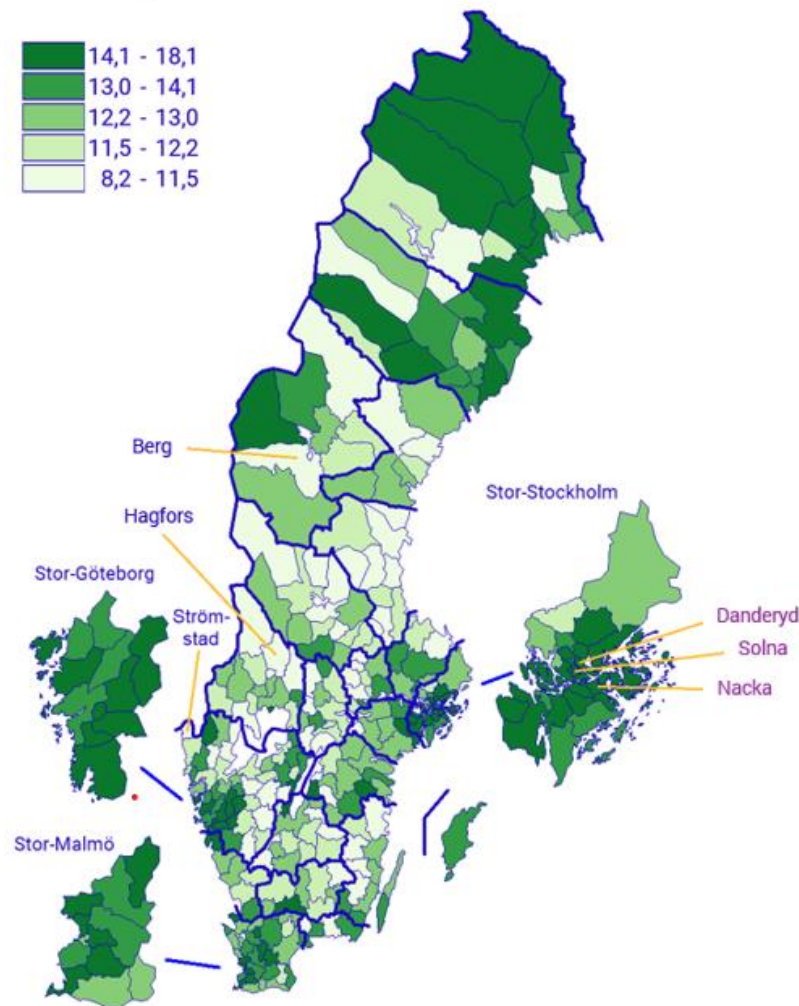 14,1 - 18,1
13,0 - 14,1
12,2 - 13,0
11,5 - 12,2
8,2 - 11,5
Berg
Hagfors
Stor-Göteborg
Ström-
stad
Stor-Stockholm
Danderyd
Solna
Nacka
Stor-Malmö